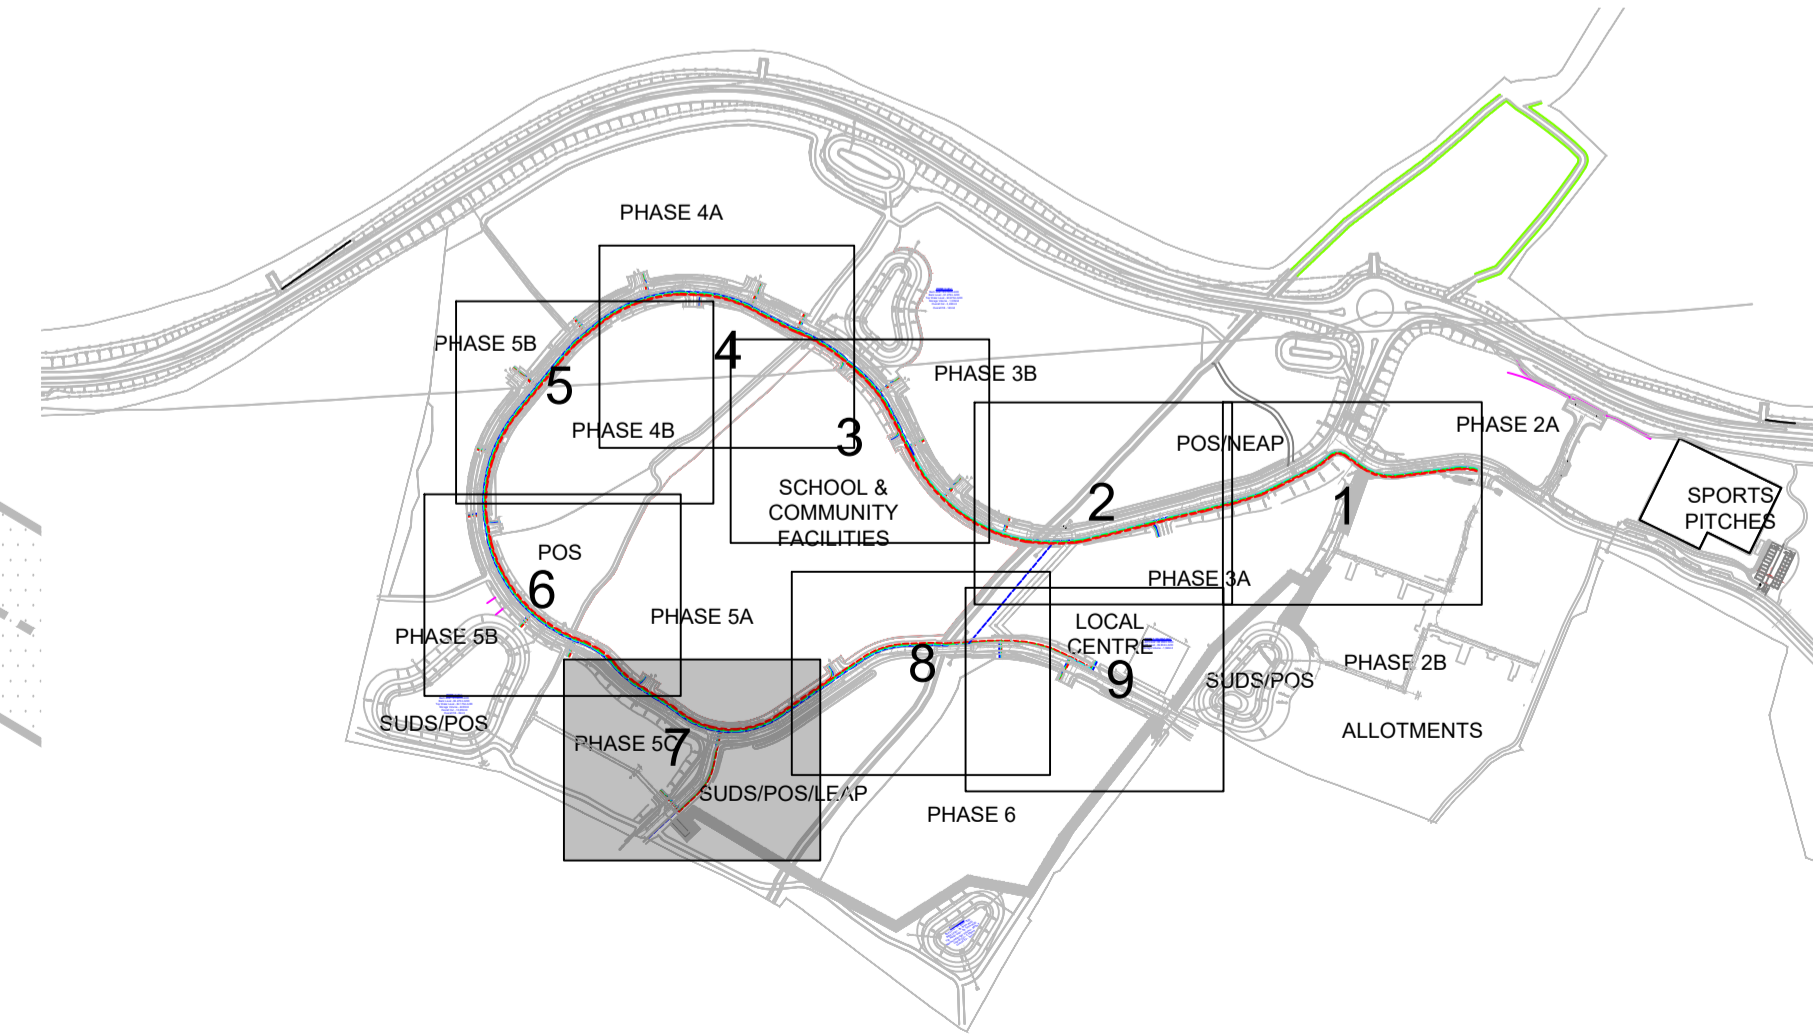 PHASE 4A
PHASE 5B
4
5
PHASE 3B
PHASE 4B
3
POS/NEAP
PHASE 2A
SCHOOL &
COMMUNITY
FACILITIES
2
1
SPORTS
PITCHES
POS
6
PHASE 3A
PHASE 5A
PHASE 5B
LOCAL
CENTRE
8
9
PHASE 2B
SUDS/POS
SUDS/POS
ALLOTMENTS
PHASE 5C
7
SUDS/POS/LEAP
PHASE 6